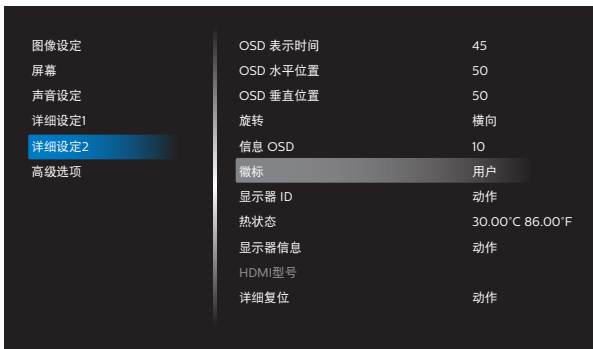 图像设定
屏幕
声音设定
详细设定1
详细设定2
高级选项
OSD 表示时间 45
OSD 水平位置 50
OSD 垂直位置 50
旋转 横向
信息 OSD 10
徽标 用户
显示器 ID 动作
热状态 30.00°C 86.00°F
显示器信息 动作
HDMI型号
详细复位 动作